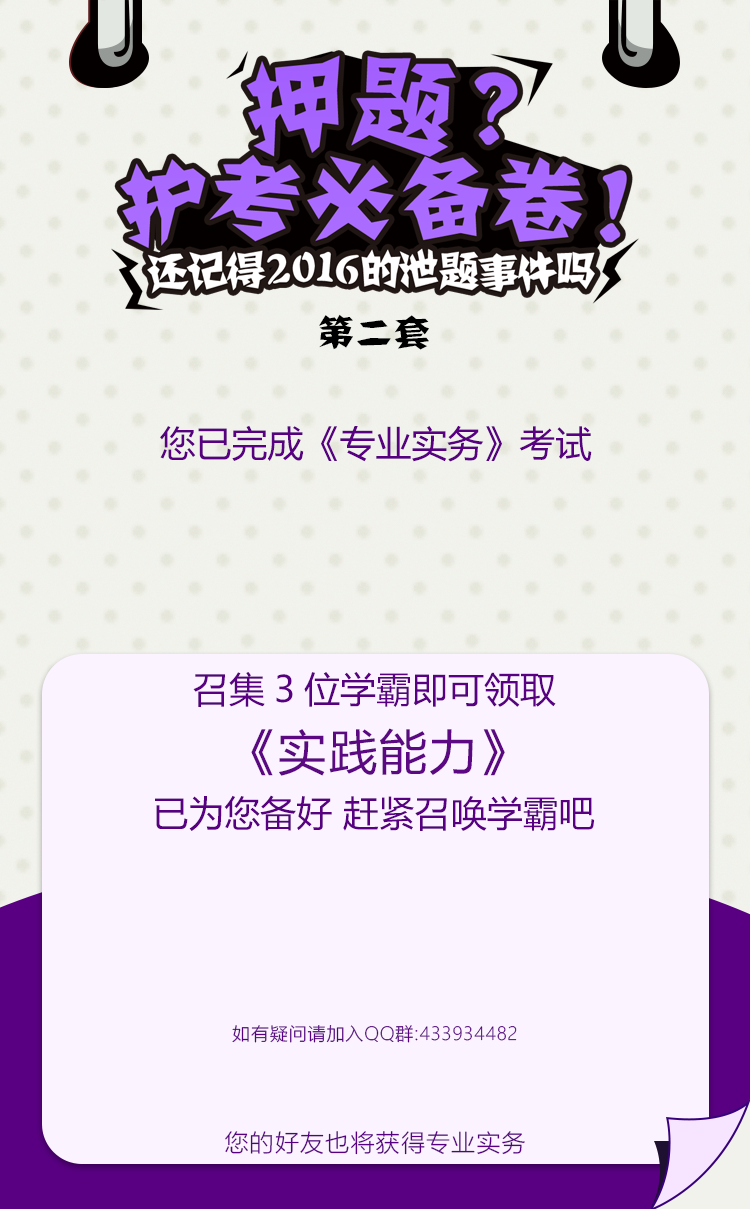 押题?
护考必备卷!
还记得2016的泄题事件吗
第二套
您已完成《专业实务》考试
召集 3 位学霸即可领取
《实践能力》
已为您备好 赶紧召唤学霸吧
如有疑问请加入QQ群:433934482
您的好友也将获得专业实务